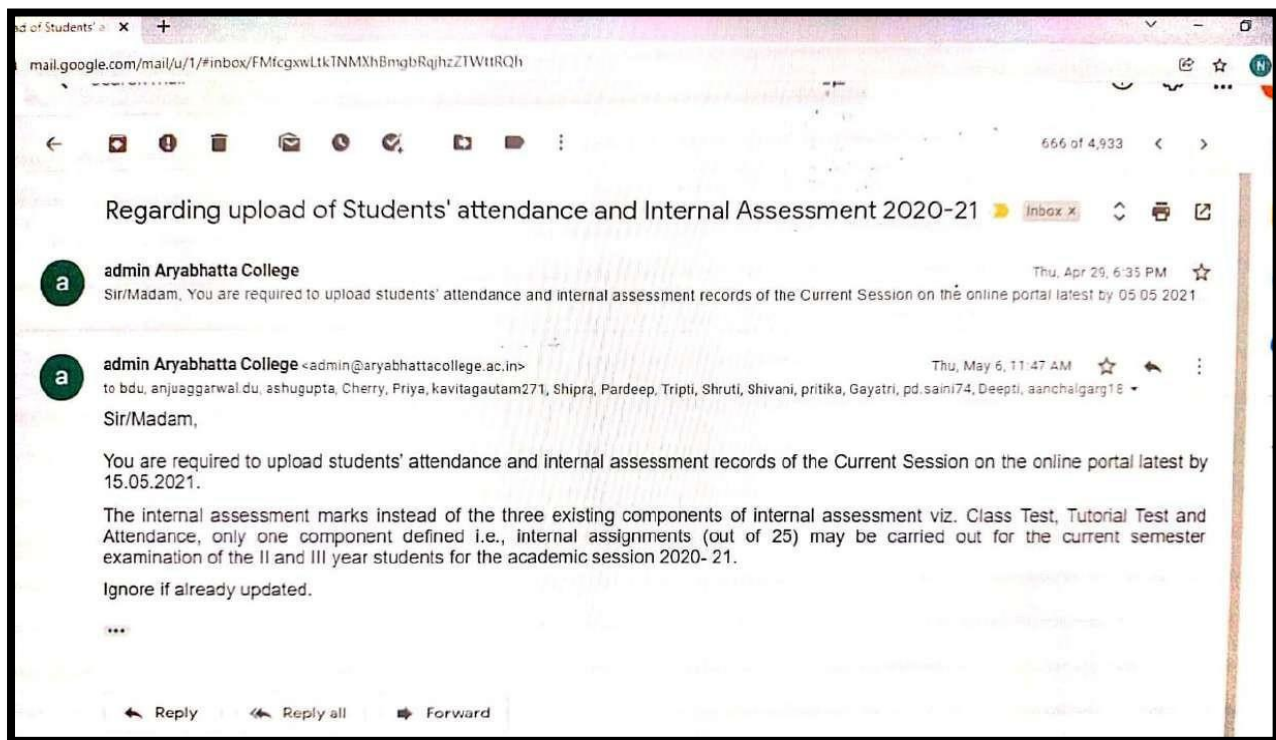 mail.google.com/mail/u/1/#inbox/
666 of 4,933
Regarding upload of Students' attendance and Internal Assessment 2020-21 Inbox x
a
admin Aryabhatta College Thu, Apr 29, 6:35 PM
Sir/Madam, You are required to upload students' attendance and internal assessment records of the Current Session on the online portal latest by 05 05 2021
a
admin Aryabhatta College <admin@aryabhattacollege.ac.in> Thu, May 6, 11:47 AM
to bdu, anjuaggarwal.du, ashugupta, Cherry, Priya, kavitagautam271, Shipra, Pardeep, Tripti, Shruti, Shivani, pritika, Gayatri, pd.saini74, Deepti, aanchalgarg18
Sir/Madam,
You are required to upload students' attendance and internal assessment records of the Current Session on the online portal latest by
15.05.2021.
The internal assessment marks instead of the three existing components of internal assessment viz. Class Test, Tutorial Test and
Attendance, only one component defined i.e., internal assignments (out of 25) may be carried out for the current semester
examination of the II and III year students for the academic session 2020- 21.
Ignore if already updated.
Reply Reply all Forward